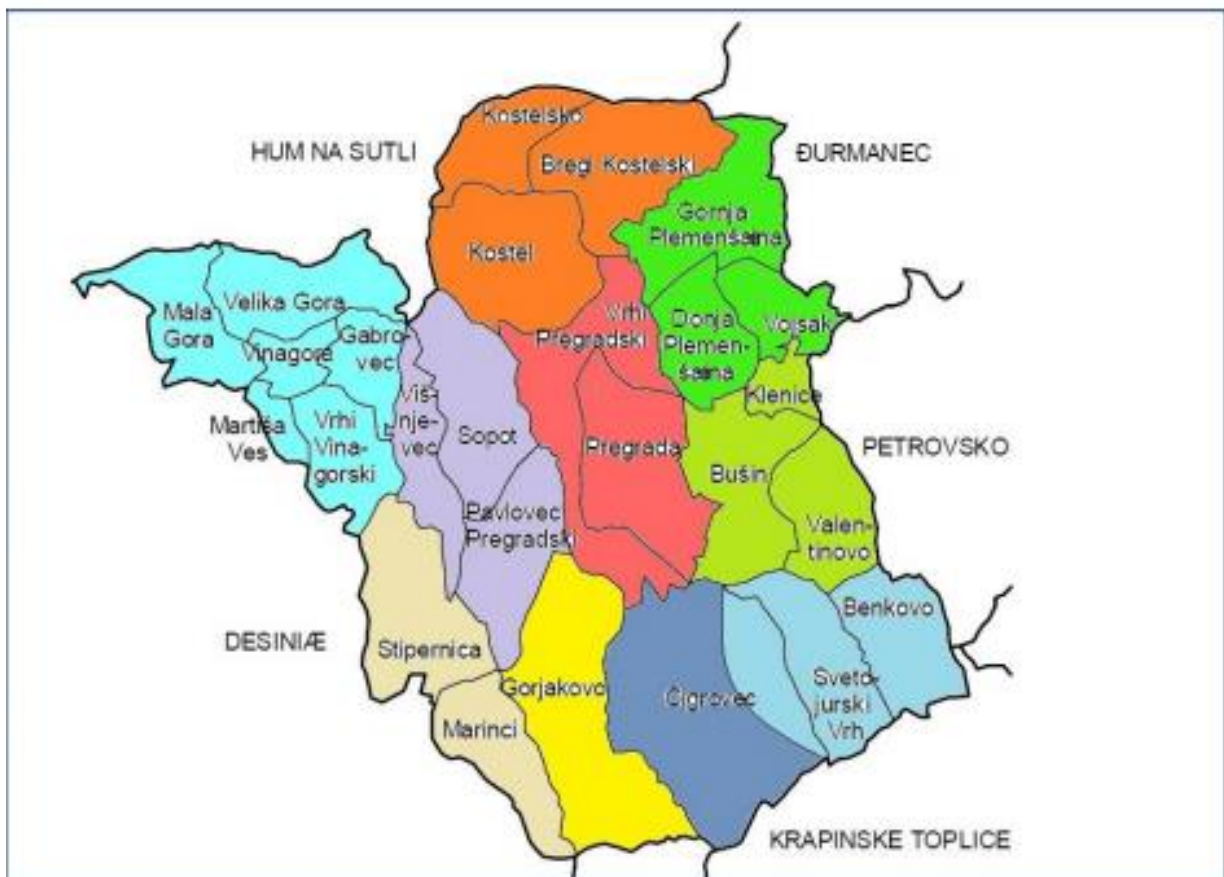 Kostelsko
HUM NA SUTLI
ĐURMANEC
Bregi Kostelski
Gornja
Plemenšćina
Kostel
Velika Gora
Mala
Gora
Vrhi
Pregradski
Donja
Plemen-
šćina
Vojsak
Gabro-
vec
Vinagora
Klenice
Viš-
nje-
vec
Martiša
Ves
Vrhi
Vina-
gorski
Sopot
Pregrada
PETROVSKO
Bušin
Pavlovec
Pregradski
Valen-
tinovo
Benkovo
DESINIÆ
Stipernica
Gorjakovo
Cigrovec
Sveto-
jurski
Vrh
Marinci
KRAPINSKE TOPLICE